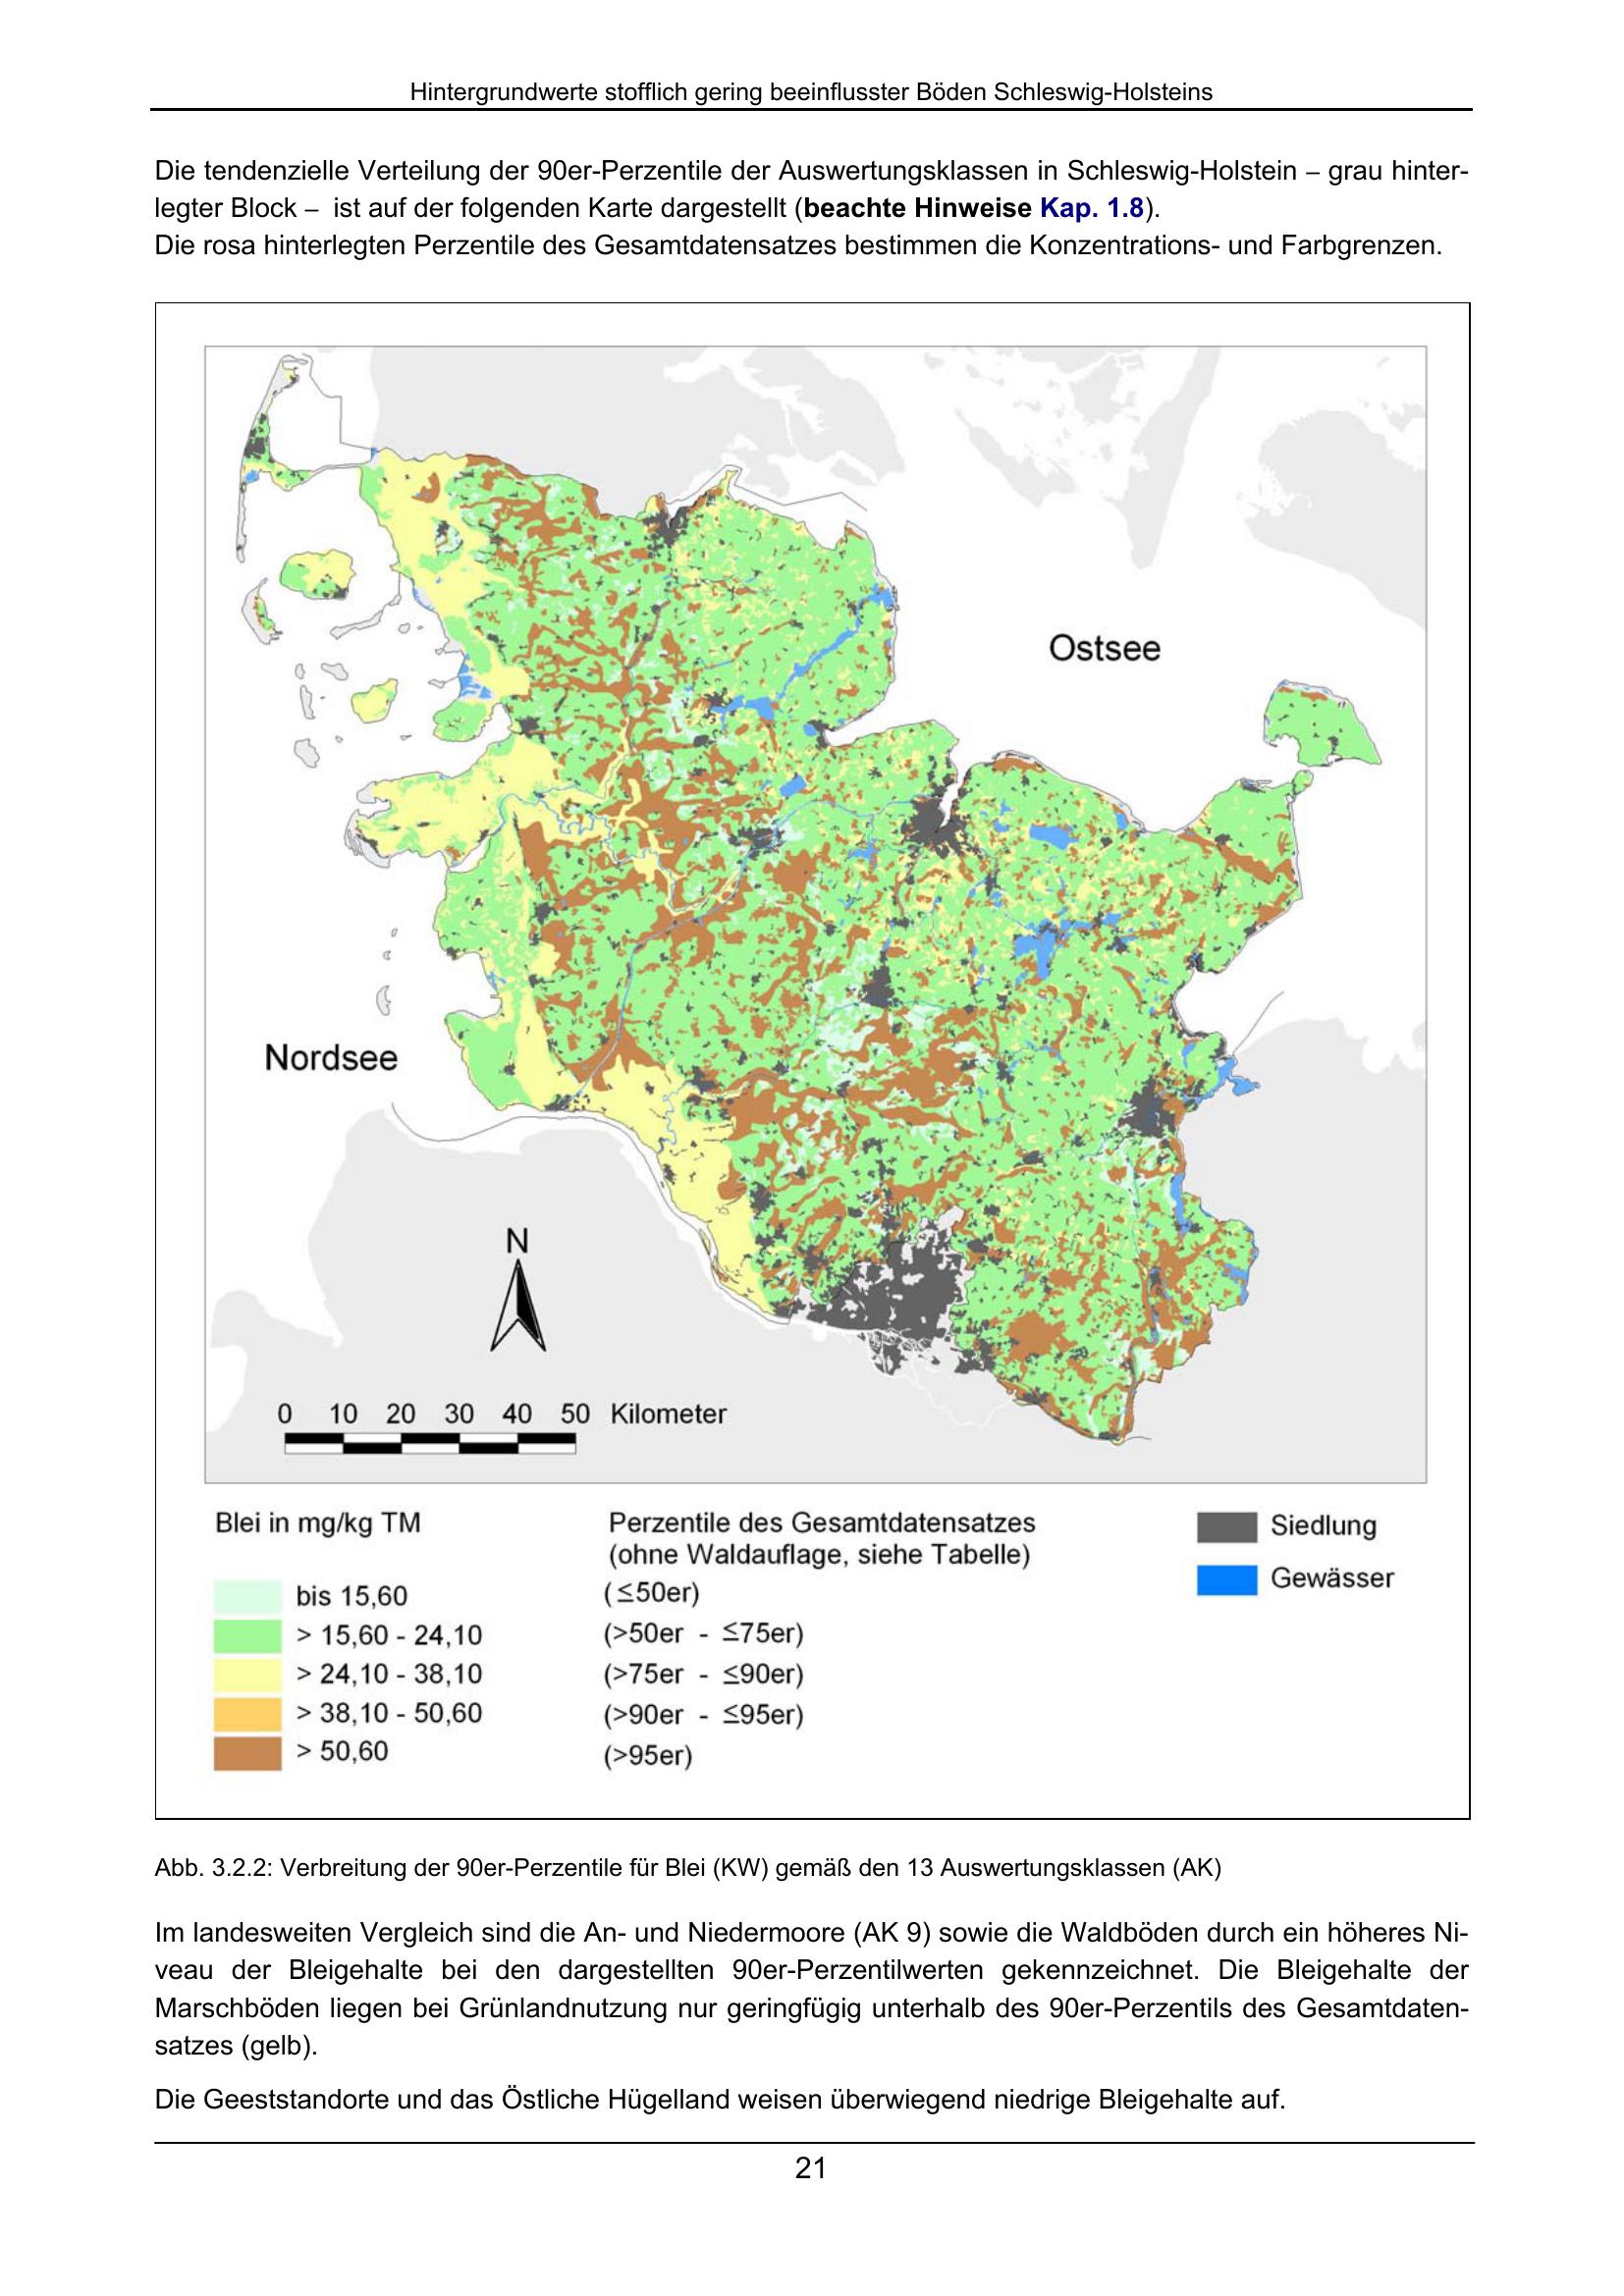 Hintergrundwerte stofflich gering beeinflusster Böden Schleswig-Holsteins
Die tendenzielle Verteilung der 90er-Perzentile der Auswertungsklassen in Schleswig-Holstein – grau hinter-
legter Block – ist auf der folgenden Karte dargestellt (beachte Hinweise Kap. 1.8).
Die rosa hinterlegten Perzentile des Gesamtdatensatzes bestimmen die Konzentrations- und Farbgrenzen.
Ostsee
Nordsee
N
0 10 20 30 40 50 Kilometer
Blei in mg/kg TM
bis 15,60
> 15,60 - 24,10
> 24,10 - 38,10
> 38,10 - 50,60
> 50,60
Perzentile des Gesamtdatensatzes
(ohne Waldauflage, siehe Tabelle)
(≤50er)
(>50er - ≤75er)
(>75er - ≤90er)
(>90er - ≤95er)
(>95er)
Siedlung
Gewässer
Abb. 3.2.2: Verbreitung der 90er-Perzentile für Blei (KW) gemäß den 13 Auswertungsklassen (AK)
Im landesweiten Vergleich sind die An- und Niedermoore (AK 9) sowie die Waldböden durch ein höheres Ni-
veau der Bleigehalte bei den dargestellten 90er-Perzentilwerten gekennzeichnet. Die Bleigehalte der
Marschböden liegen bei Grünlandnutzung nur geringfügig unterhalb des 90er-Perzentils des Gesamtdaten-
satzes (gelb).
Die Geeststandorte und das Östliche Hügelland weisen überwiegend niedrige Bleigehalte auf.
21